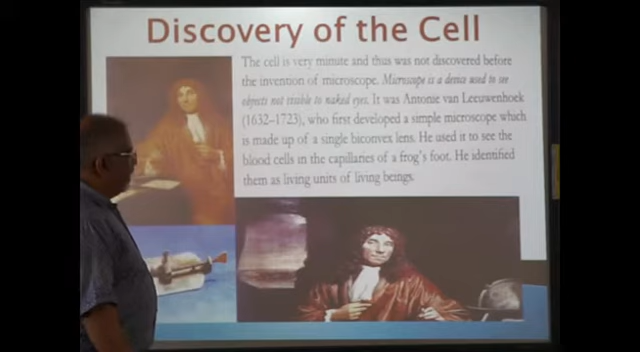 Discovery of the Cell
The cell is very minute and thus was not discovered before
the invention of microscope. Microscope is a device used to see
objects not visible to naked eyes. It was Antonie van Leeuwenhoek
(1632–1723), who first developed a simple microscope which
is made up of a single biconvex lens. He used it to see the
blood cells in the capillaries of a frog's foot. He identified
them as living units of living beings.